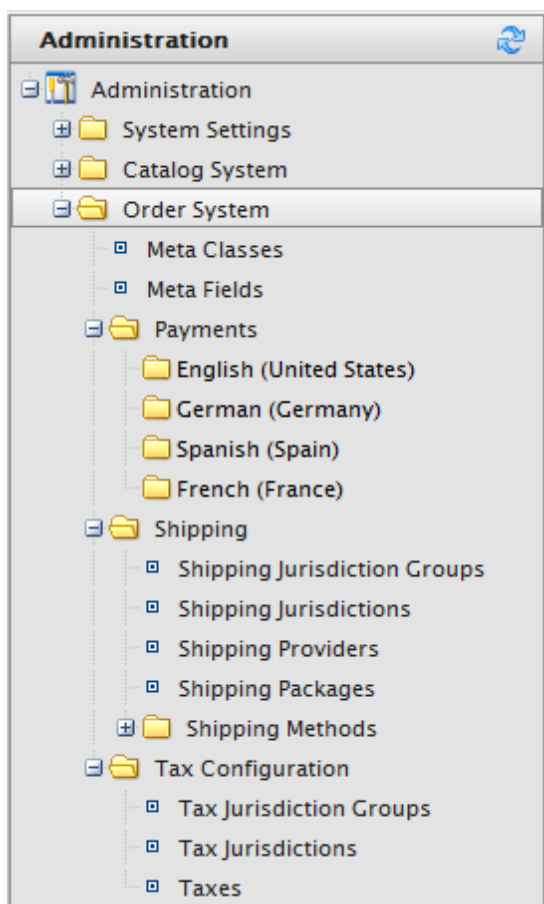 Administration
Administration
System Settings
Catalog System
Order System
Meta Classes
Meta Fields
Payments
English (United States)
German (Germany)
Spanish (Spain)
French (France)
Shipping
Shipping Jurisdiction Groups
Shipping Jurisdictions
Shipping Providers
Shipping Packages
Shipping Methods
Tax Configuration
Tax Jurisdiction Groups
Tax Jurisdictions
Taxes